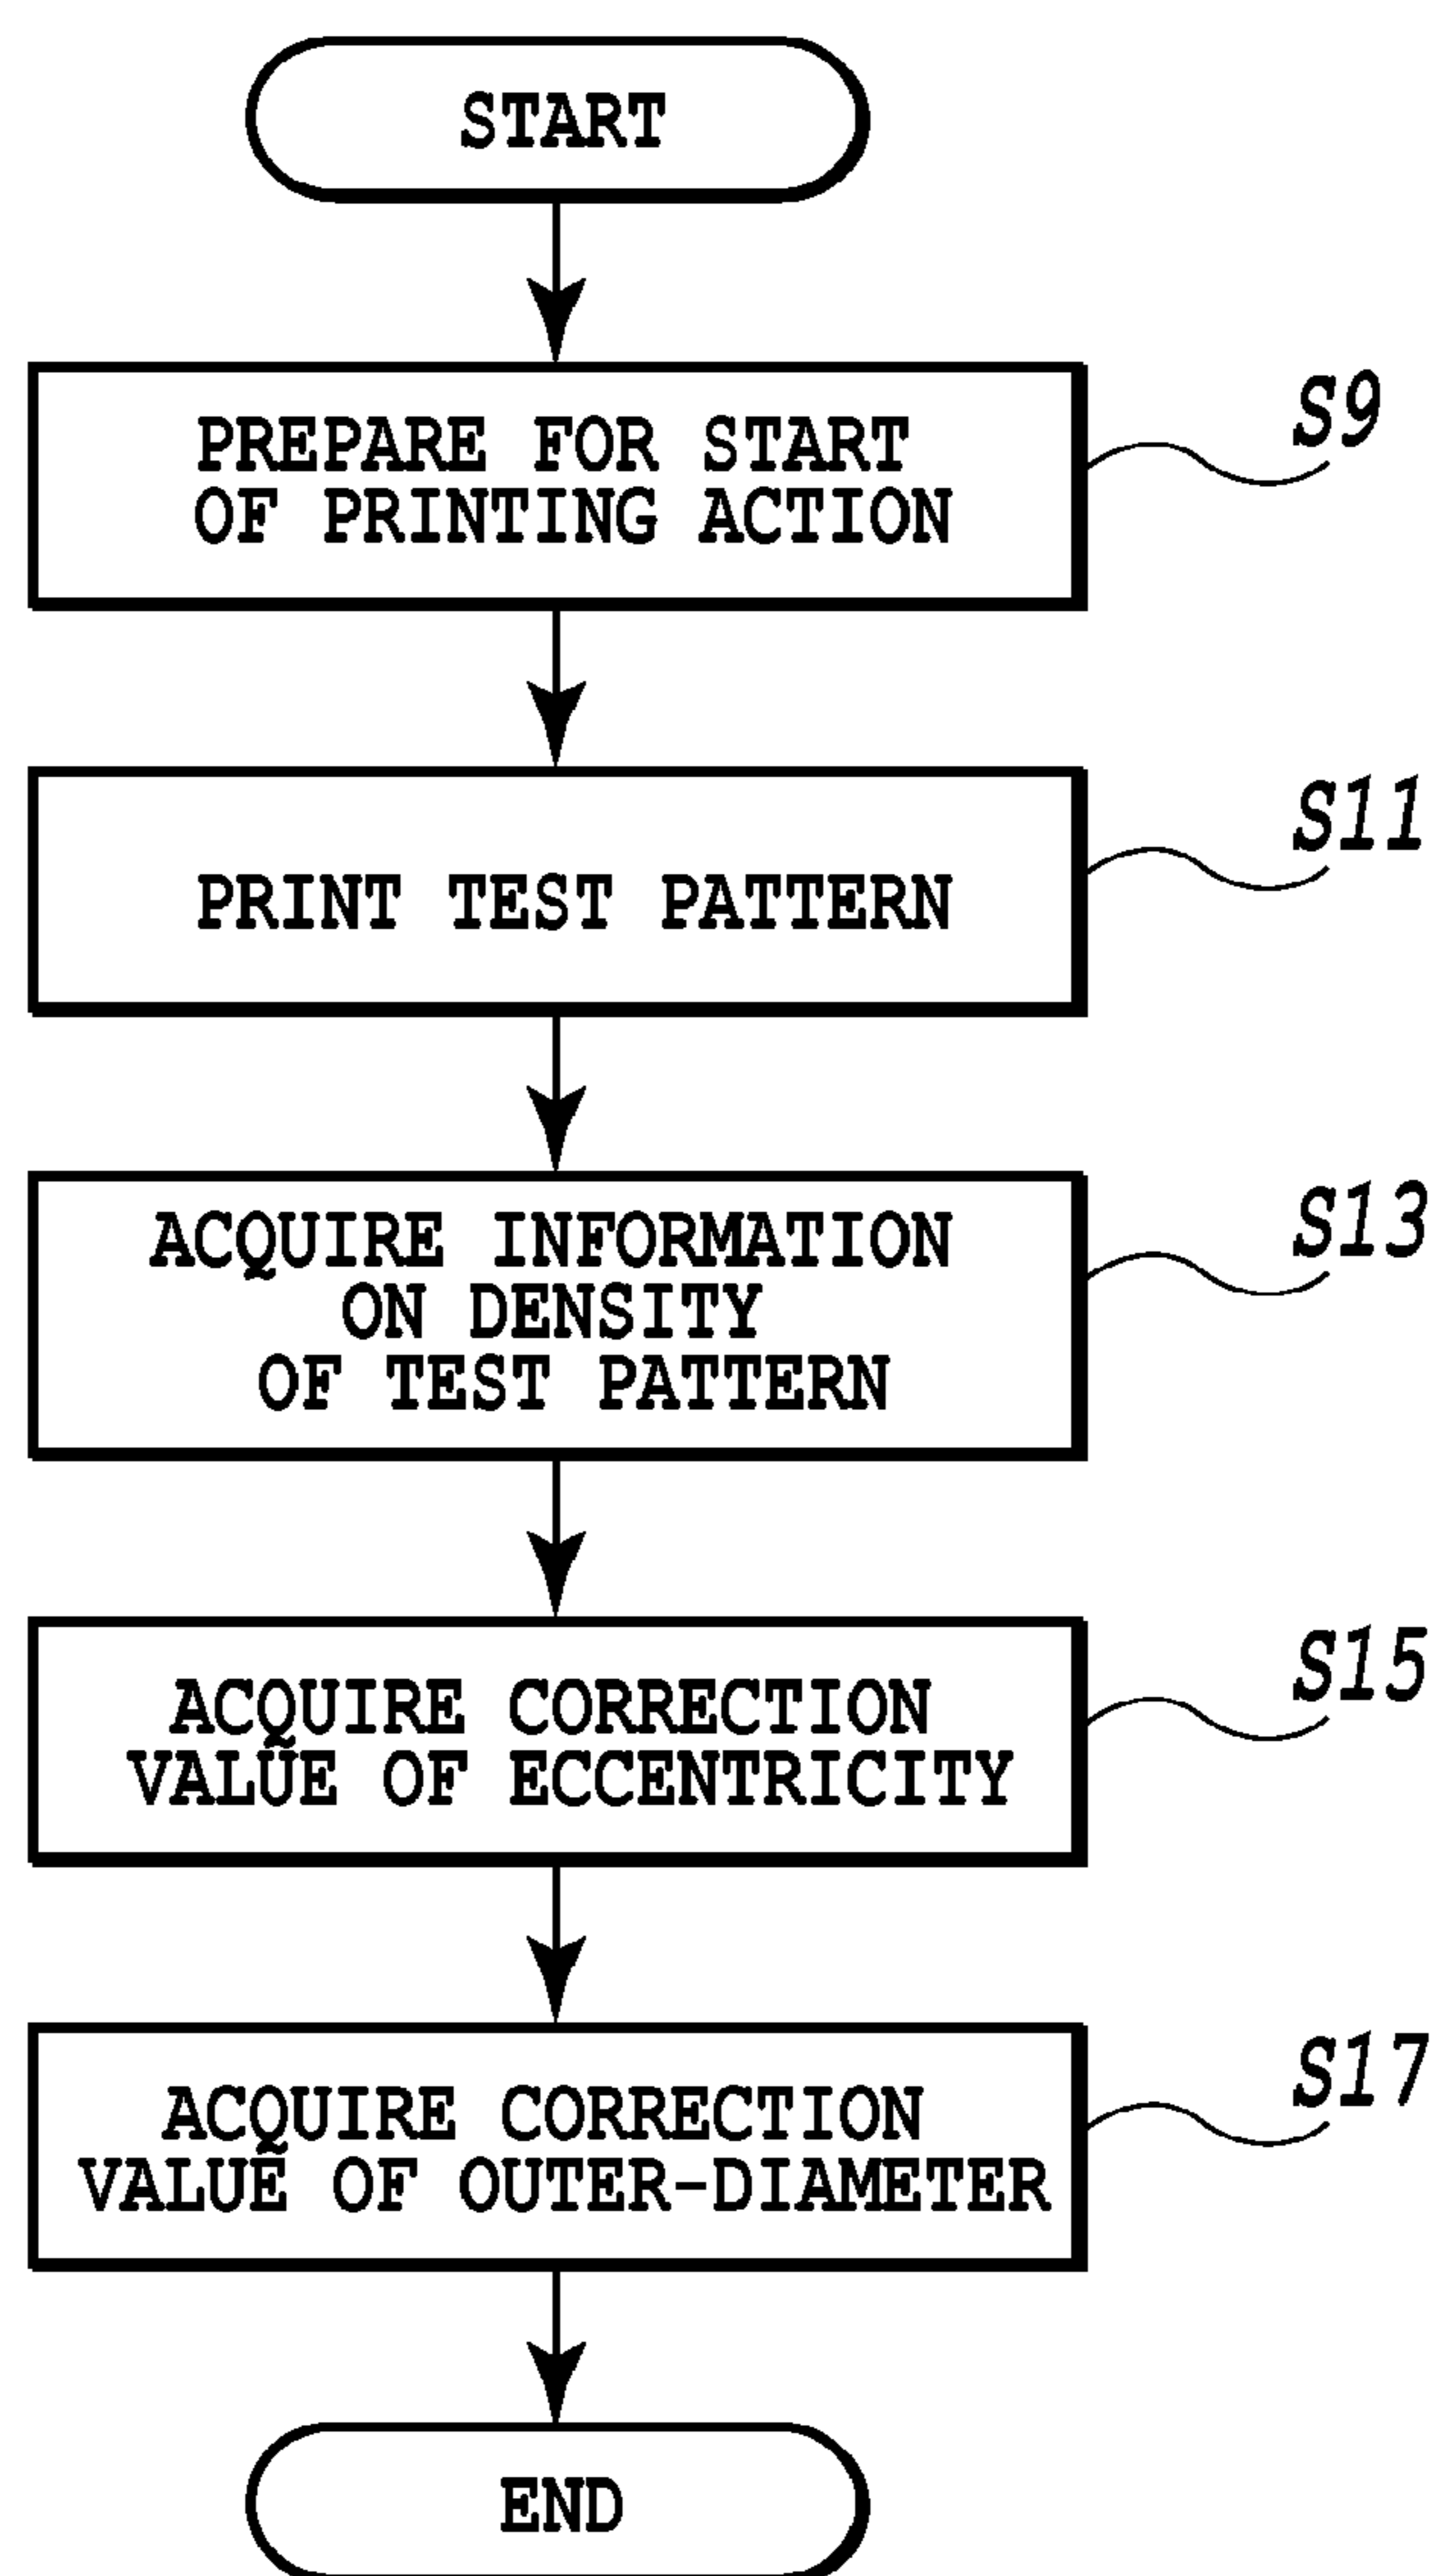 START
PREPARE FOR START
OF PRINTING ACTION
S9
PRINT TEST PATTERN
S11
ACQUIRE INFORMATION
ON DENSITY
OF TEST PATTERN
S13
ACQUIRE CORRECTION
VALUE OF ECCENTRICITY
S15
ACQUIRE CORRECTION
VALUE OF OUTER-DIAMETER
S17
END